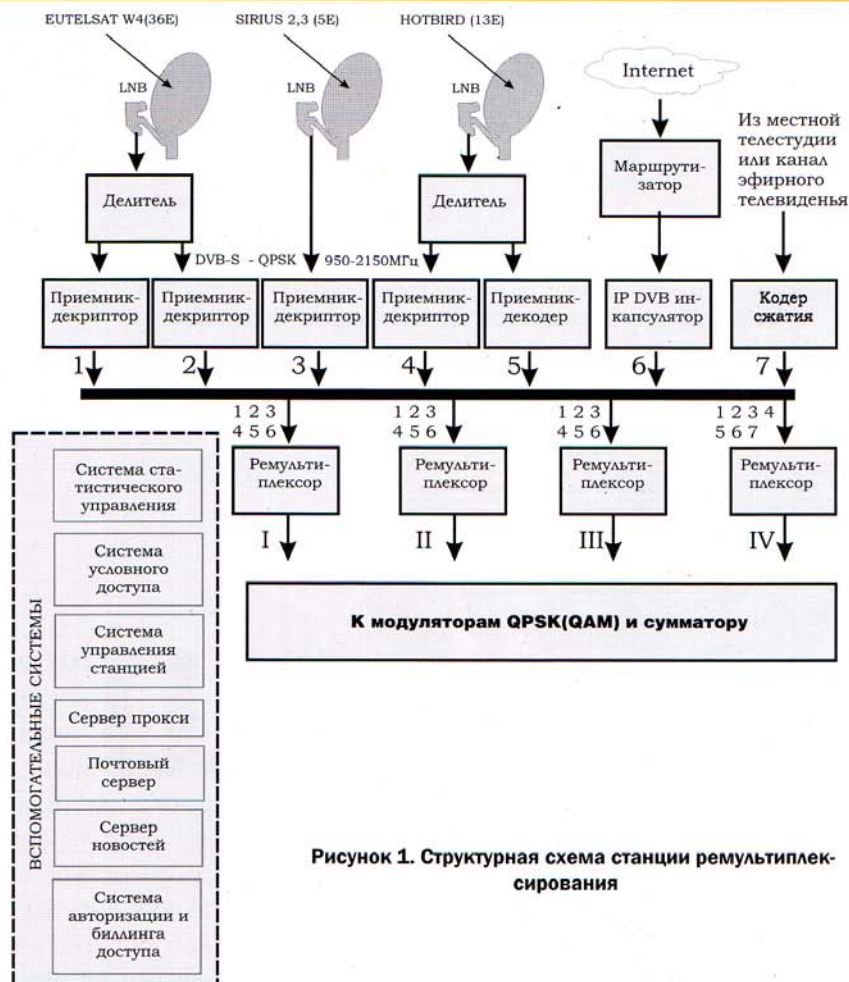 EUTELSAT W4(36E)
SIRIUS 2,3 (5E)
HOTBIRD (13E)
LNB
LNB
LNB
Internet
Из местной
телестудии
или канал
эфирного
телевиденья
Делитель
Делитель
Маршрути-
затор
DVB-S - QPSK 950-2150МГц
Приемник-
декриптор
Приемник-
декриптор
Приемник-
декриптор
Приемник-
декриптор
Приемник-
декодер
IP DVB ин-
капсулятор
Кодер
сжатия
1
2
3
4
5
6
7
1 2 3
4 5 6
1 2 3
4 5 6
1 2 3
4 5 6
1 2 3 4
5 6 7
Ремульти-
плексор
Ремульти-
плексор
Ремульти-
плексор
Ремульти-
плексор
I
II
III
IV
К модуляторам QPSK(QAM) и сумматору
ВСПОМОГАТЕЛЬНЫЕ СИСТЕМЫ
Система ста-
тистического
управления
Система
условного
доступа
Система
управления
станцией
Сервер прокси
Почтовый
сервер
Сервер
новостей
Система
авторизации и
биллинга
доступа
Рисунок 1. Структурная схема станции ремультиплек-
сирования